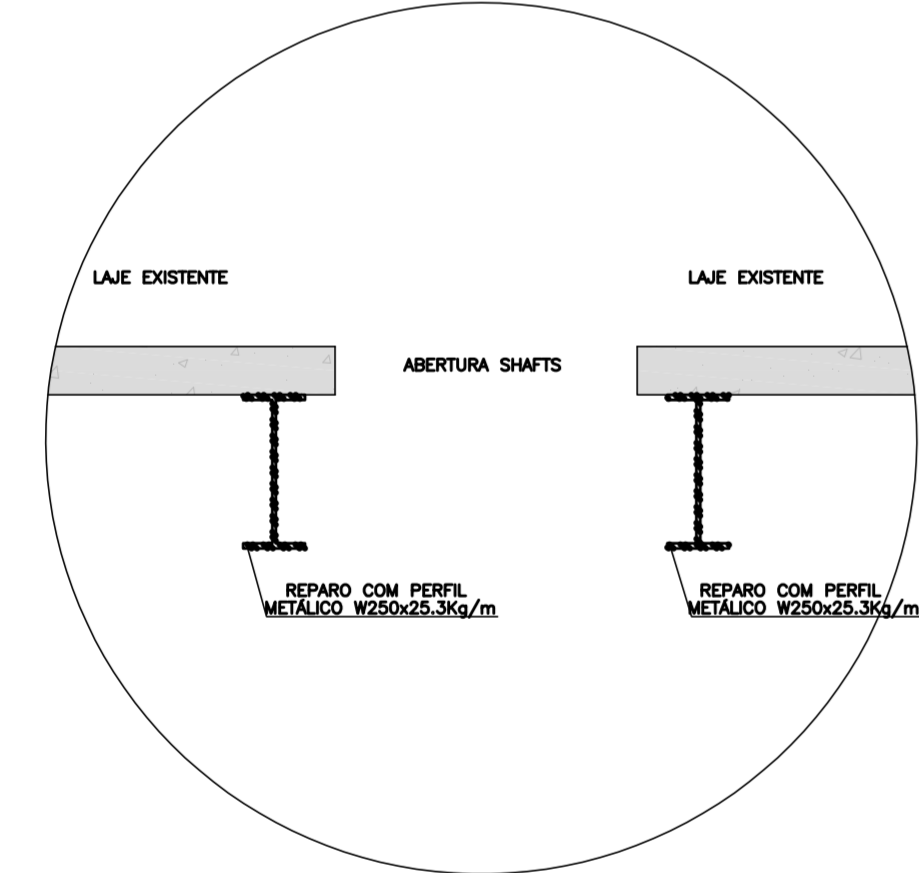 LAJE EXISTENTE
LAJE EXISTENTE
ABERTURA SHAFTS
REPARO COM PERFIL
METÁLICO W250x25.3Kg/m
REPARO COM PERFIL
METÁLICO W250x25.3Kg/m